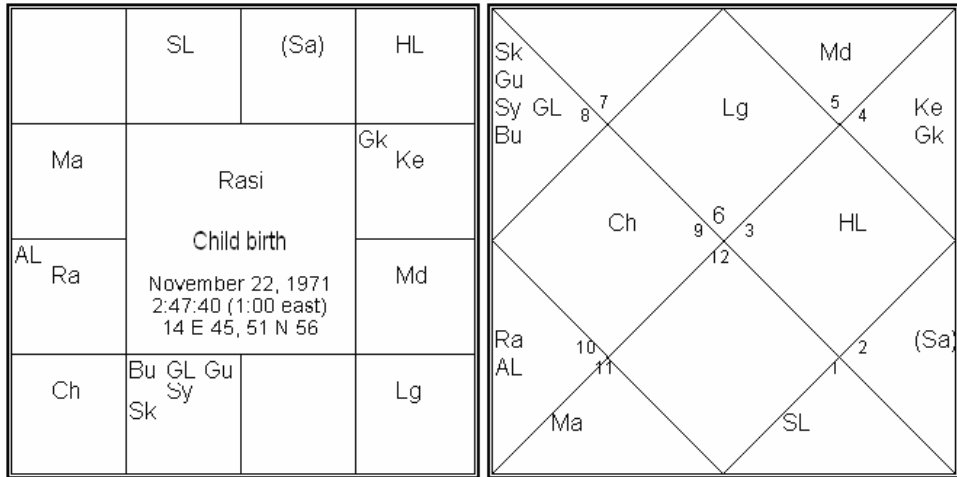 SL (Sa) HL
Ma
Gk
Ke
Rasi
Child birth
November 22, 1971
2:47:40 (1:00 east)
14 E 45, 51 N 56
AL
Ra
Md
Ch
Bu GL Gu
Sy
Sk
Lg
Sk
Gu
Sy GL
Bu
8 7
Lg
Md
5 4
Ke
Gk
Ch
9 6 3
12
HL
Ra
AL
10
11
2
1
(Sa)
Ma
SL